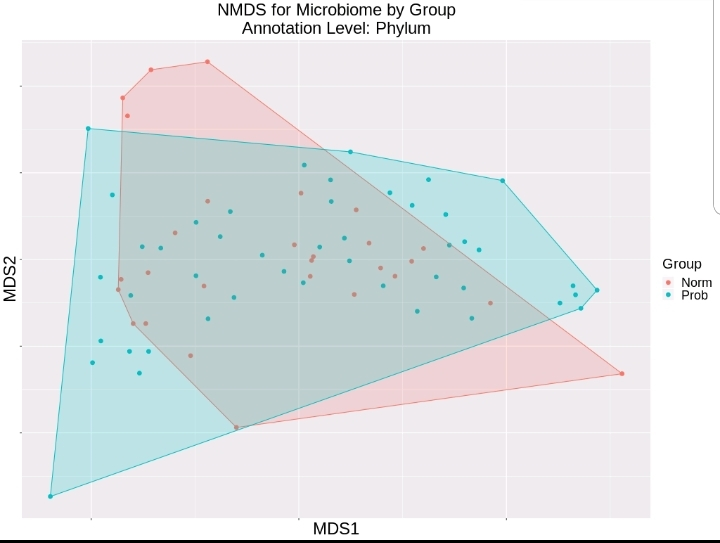 NMDS for Microbiome by Group
Annotation Level: Phylum
MDS2
MDS1
Group
Norm
Prob